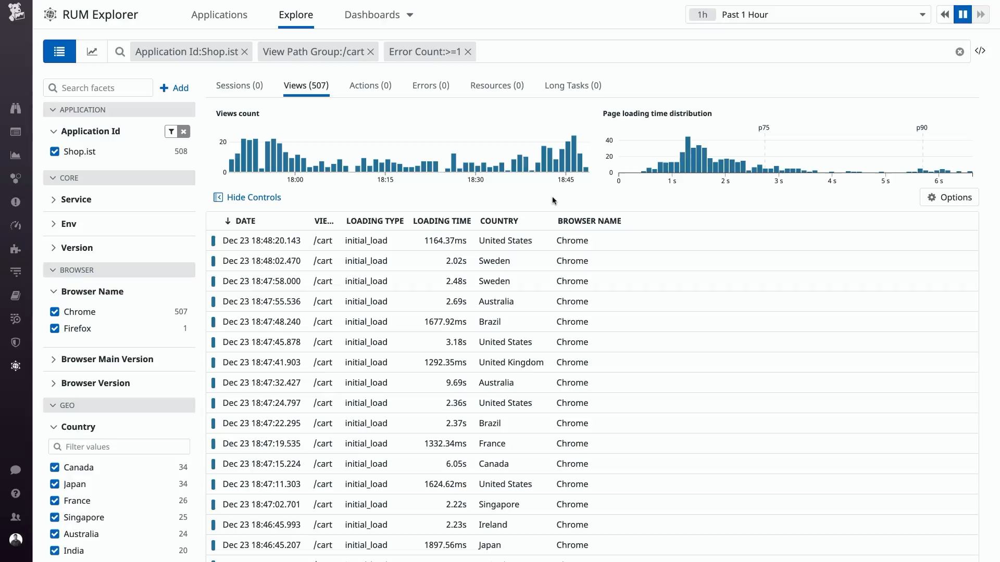 RUM Explorer
Applications
Explore
Dashboards
1h Past 1 Hour
Application Id:Shop.ist
View Path Group:/cart
Error Count:>=1
</>
Search facets
Add
APPLICATION
Application Id
Shop.ist 508
CORE
Service
Env
Version
BROWSER
Browser Name
Chrome 507
Firefox 1
Browser Main Version
Browser Version
GEO
Country
Filter values
Canada 34
Japan 34
France 26
Singapore 25
Australia 24
India 20
Sessions (0)
Views (507)
Actions (0)
Errors (0)
Resources (0)
Long Tasks (0)
Views count
20
0
18:00 18:15 18:30 18:45
Page loading time distribution
p75 p90
40
20
0
0 1 s 2 s 3 s 4 s 5 s 6 s
Hide Controls
Options
DATE VIE... LOADING TYPE LOADING TIME COUNTRY BROWSER NAME
Dec 23 18:48:20.143 /cart initial_load 1164.37ms United States Chrome
Dec 23 18:48:02.470 /cart initial_load 2.02s Sweden Chrome
Dec 23 18:47:58.000 /cart initial_load 2.48s Sweden Chrome
Dec 23 18:47:55.536 /cart initial_load 2.69s Australia Chrome
Dec 23 18:47:48.240 /cart initial_load 1677.92ms Brazil Chrome
Dec 23 18:47:45.878 /cart initial_load 3.18s United States Chrome
Dec 23 18:47:41.903 /cart initial_load 1292.35ms United Kingdom Chrome
Dec 23 18:47:32.427 /cart initial_load 9.69s Australia Chrome
Dec 23 18:47:24.797 /cart initial_load 2.36s United States Chrome
Dec 23 18:47:22.295 /cart initial_load 2.37s Brazil Chrome
Dec 23 18:47:19.535 /cart initial_load 1332.34ms France Chrome
Dec 23 18:47:15.224 /cart initial_load 6.05s Canada Chrome
Dec 23 18:47:11.303 /cart initial_load 1624.62ms United States Chrome
Dec 23 18:47:02.701 /cart initial_load 2.22s Singapore Chrome
Dec 23 18:46:45.993 /cart initial_load 2.23s Ireland Chrome
Dec 23 18:46:45.207 /cart initial_load 1897.56ms Japan Chrome